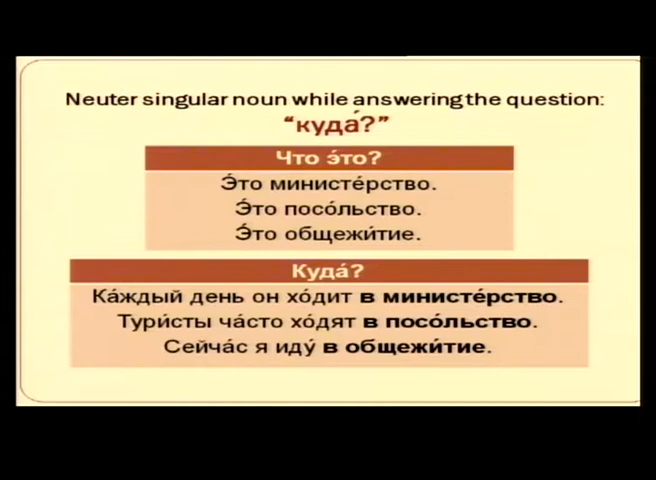 Neuter singular noun while answering the question:
“куда́?”
Что э́то?
Э́то министе́рство.
Э́то посо́льство.
Э́то общежи́тие.
Куда́?
Ка́ждый день он хо́дит в министе́рство.
Тури́сты ча́сто хо́дят в посо́льство.
Сейча́с я иду́ в общежи́тие.